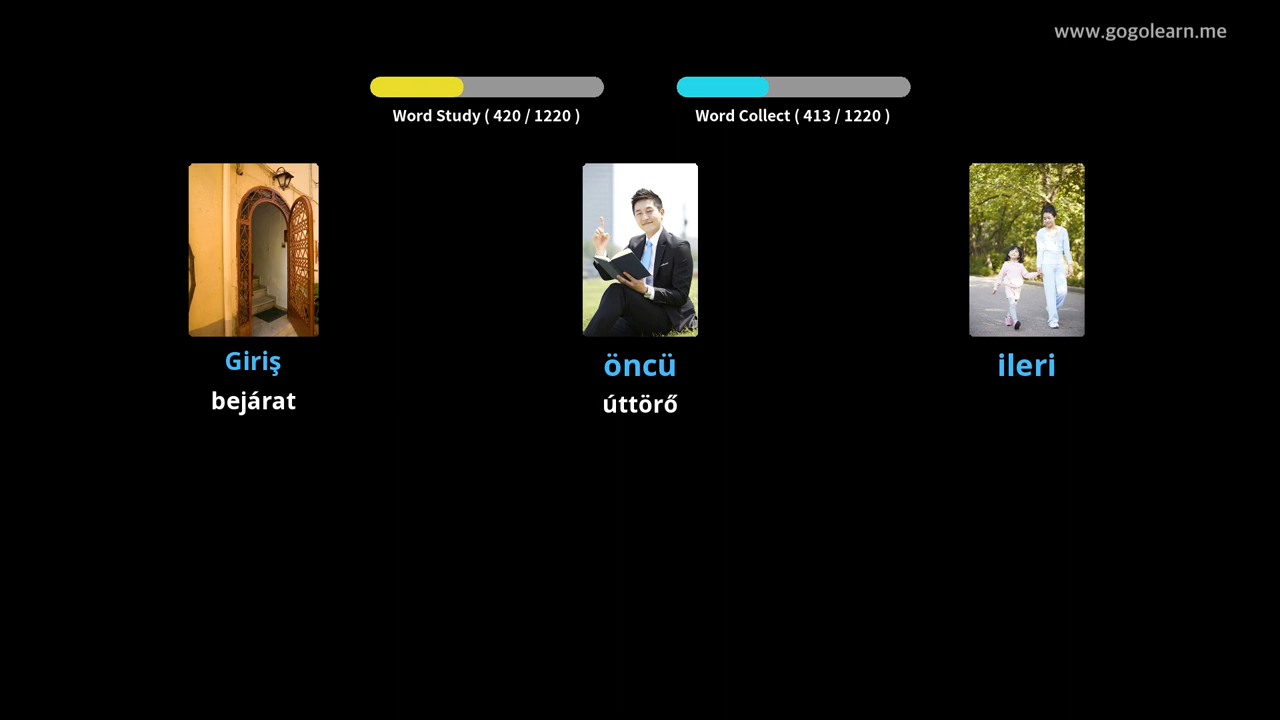 www.gogolearn.me
Word Study ( 420 / 1220 )
Word Collect ( 413 / 1220 )
Giriş
bejárat
öncü
úttörő
ileri